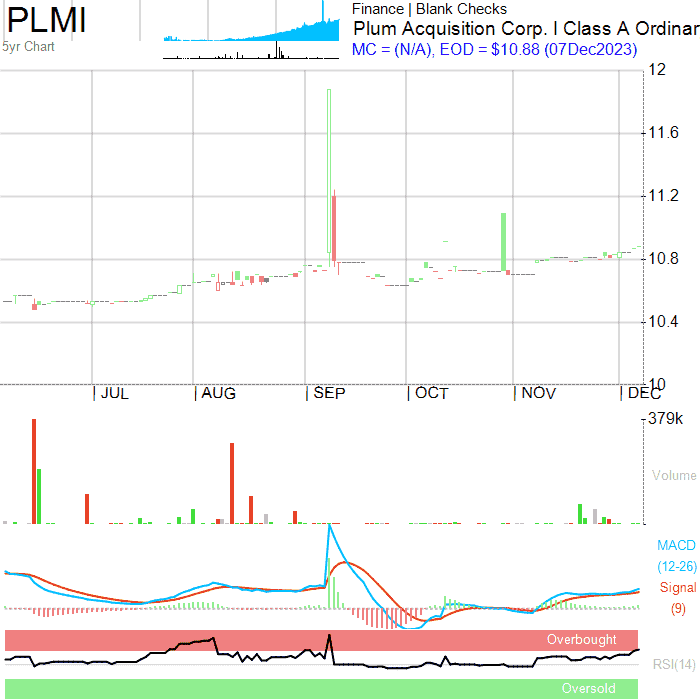 PLMI
5yr Chart
Finance | Blank Checks
Plum Acquisition Corp. I Class A Ordinar
MC = (N/A), EOD = $10.88 (07Dec2023)
12
11.6
11.2
10.8
10.4
10
JUL AUG SEP OCT NOV DEC
379k
Volume
MACD
(12-26)
Signal
(9)
Overbought
RSI(14)
Oversold